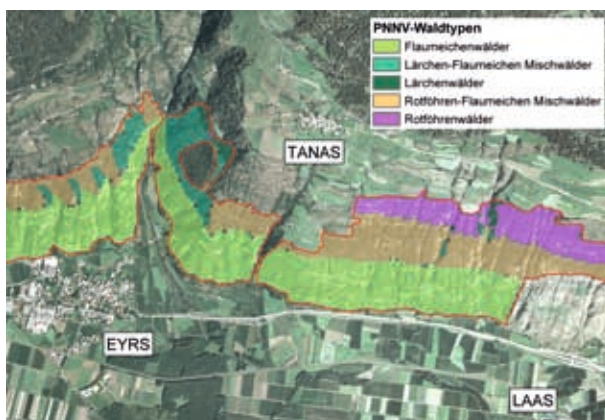 PNNV-Waldtypen
Flaumeichenwälder
Lärchen-Flaumeichen Mischwälder
Lärchenwälder
Rotföhren-Flaumeichen Mischwälder
Rotföhrenwälder
TANAS
EYRS
LAAS